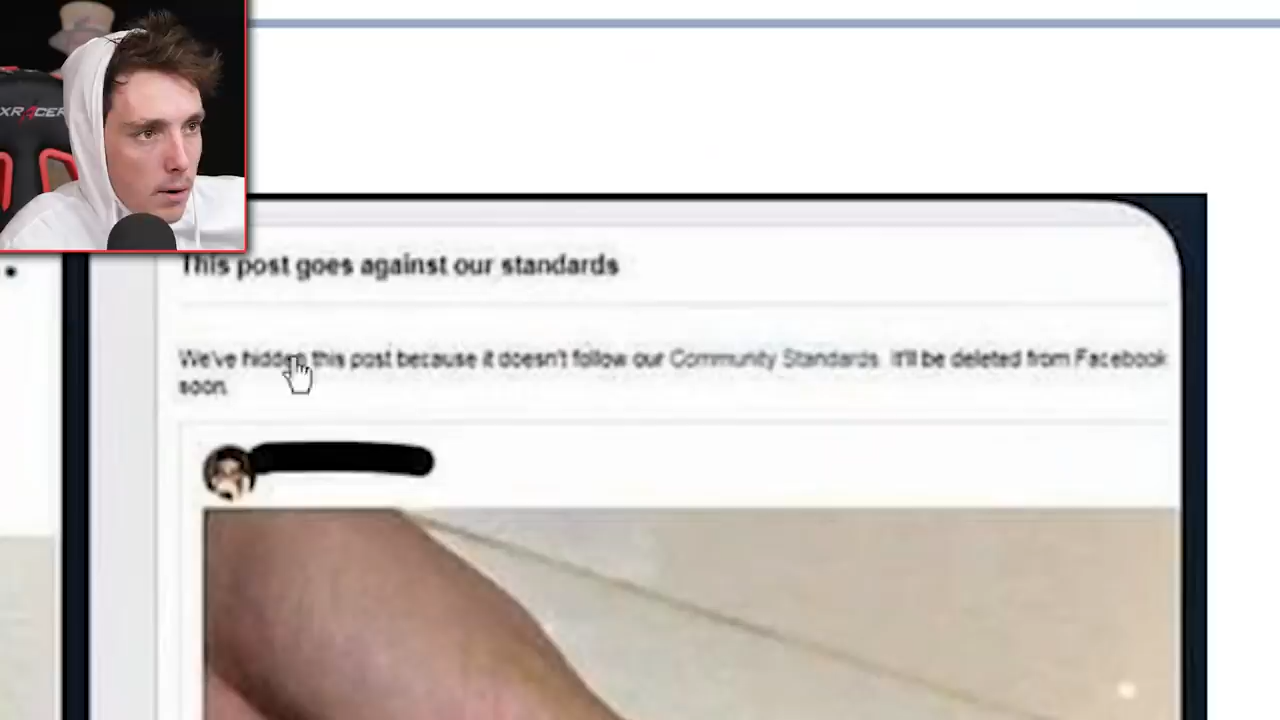 XRACER
This post goes against our standards
We've hidden this post because it doesn't follow our Community Standards. It'll be deleted from Facebook
soon.